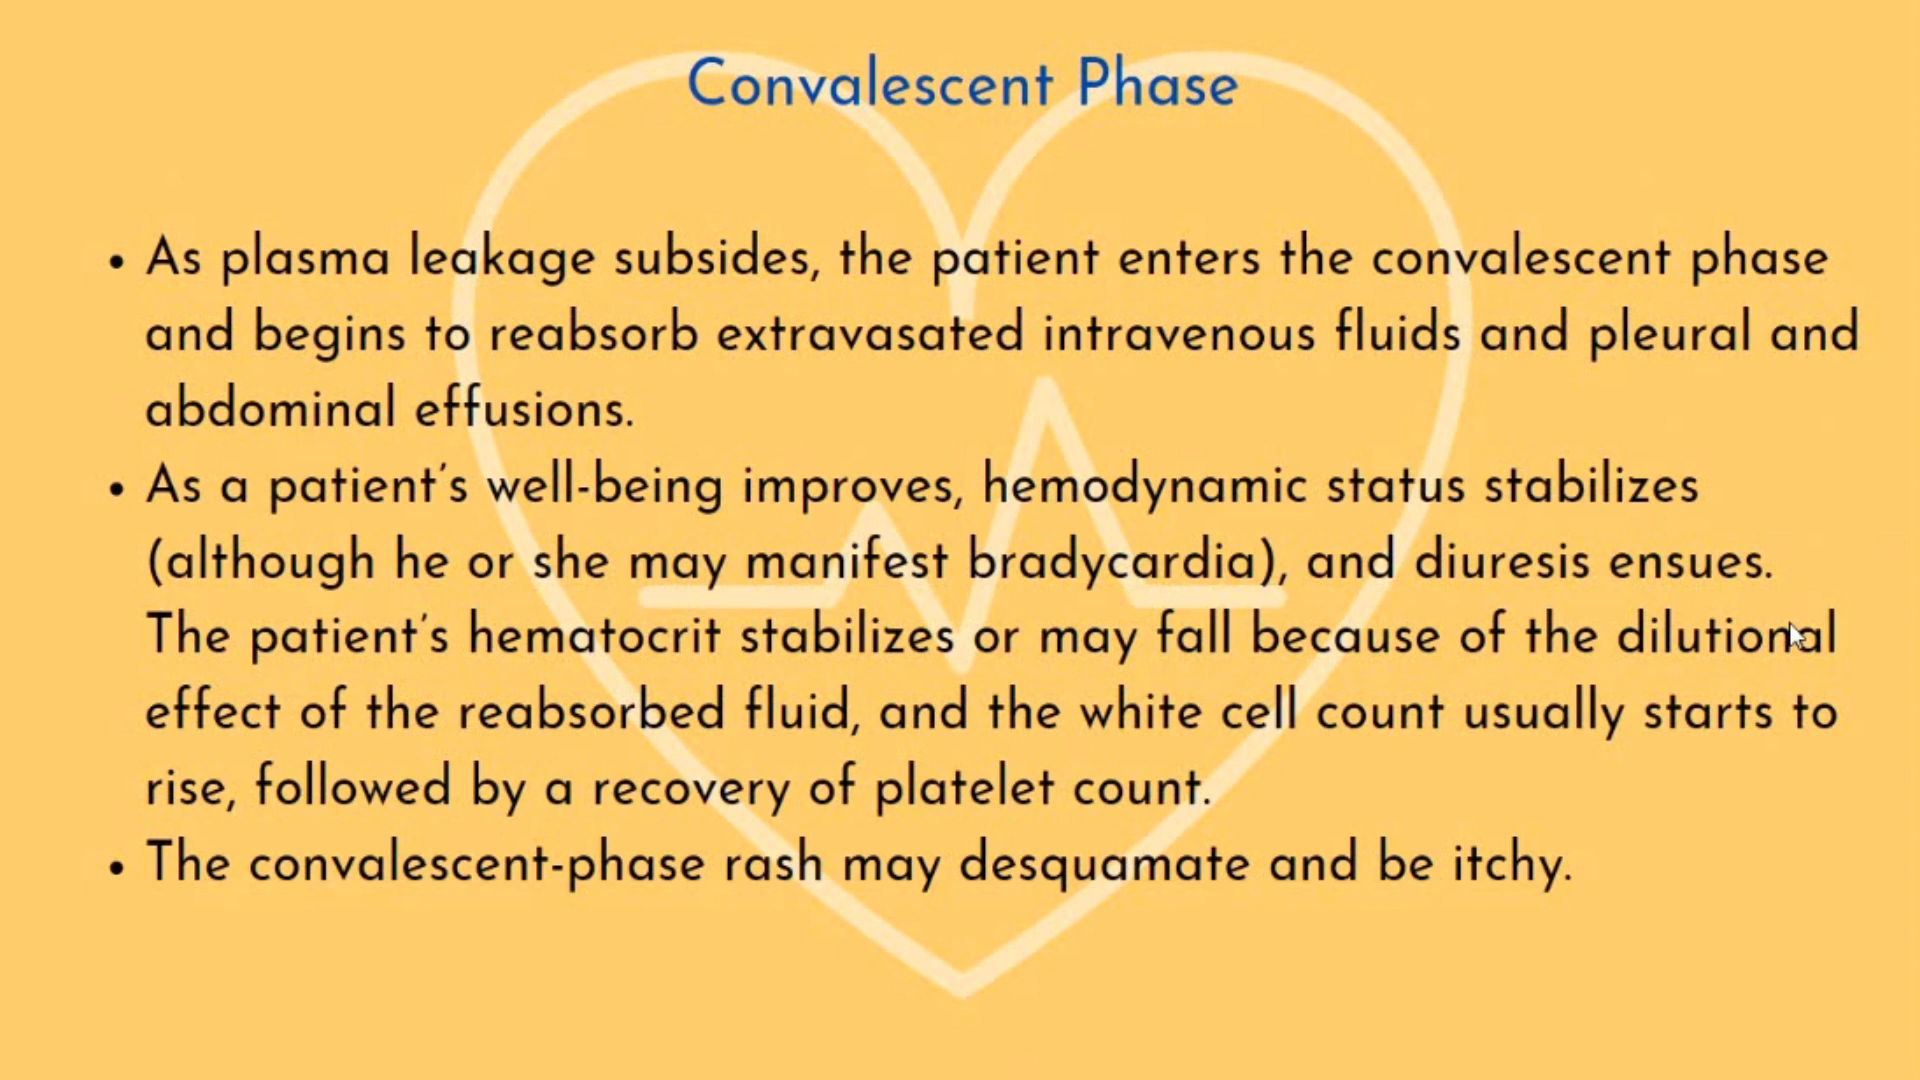 Convalescent Phase
• As plasma leakage subsides, the patient enters the convalescent phase
and begins to reabsorb extravasated intravenous fluids and pleural and
abdominal effusions.
• As a patient’s well-being improves, hemodynamic status stabilizes
(although he or she may manifest bradycardia), and diuresis ensues.
The patient’s hematocrit stabilizes or may fall because of the dilutional
effect of the reabsorbed fluid, and the white cell count usually starts to
rise, followed by a recovery of platelet count.
• The convalescent-phase rash may desquamate and be itchy.